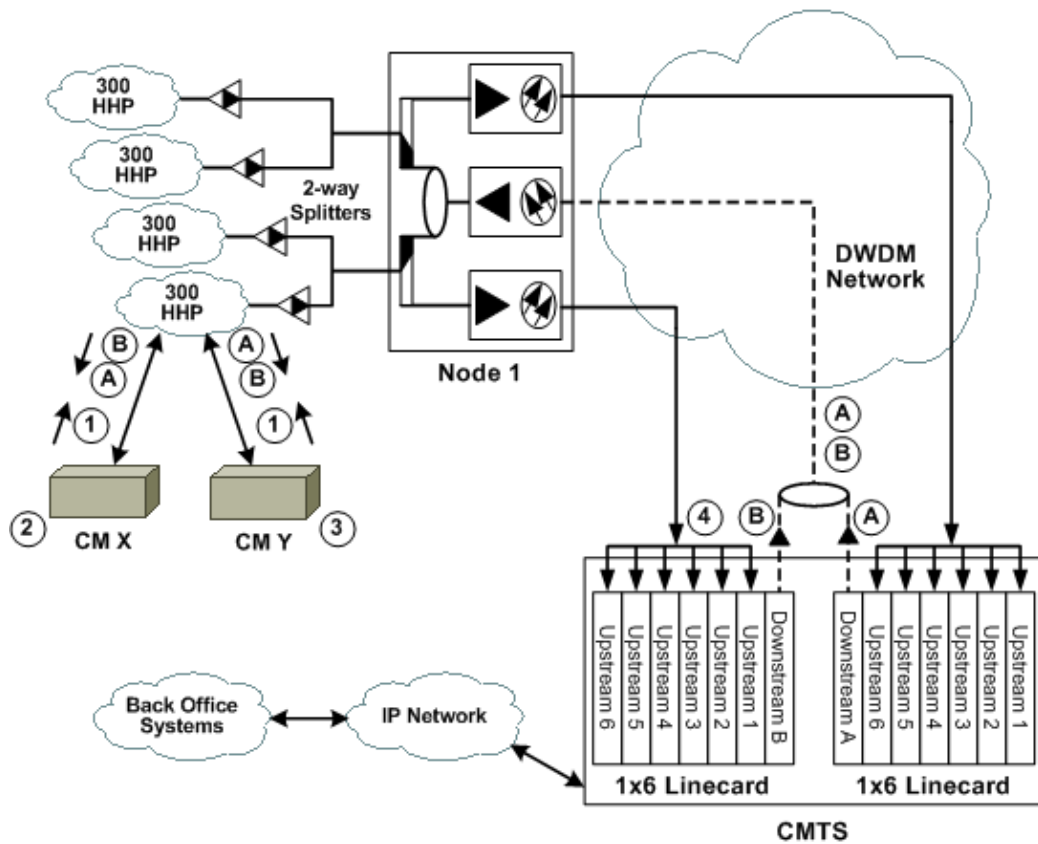 300
HHP
300
HHP
300
HHP
300
HHP
2-way
Splitters
Node 1
DWDM
Network
B
A
1
A
B
1
2
CM X
CM Y
3
A
B
4
B
A
Upstream 6
Upstream 5
Upstream 4
Upstream 3
Upstream 2
Upstream 1
Downstream B
Downstream A
Upstream 6
Upstream 5
Upstream 4
Upstream 3
Upstream 2
Upstream 1
1x6 Linecard
1x6 Linecard
CMTS
Back Office
Systems
IP Network